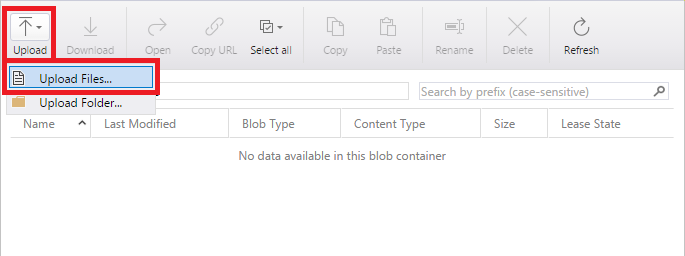 Upload Download Open Copy URL Select all Copy Paste Rename Delete Refresh
Upload Files...
Search by prefix (case-sensitive)
Upload Folder...
Name Last Modified Blob Type Content Type Size Lease State
No data available in this blob container